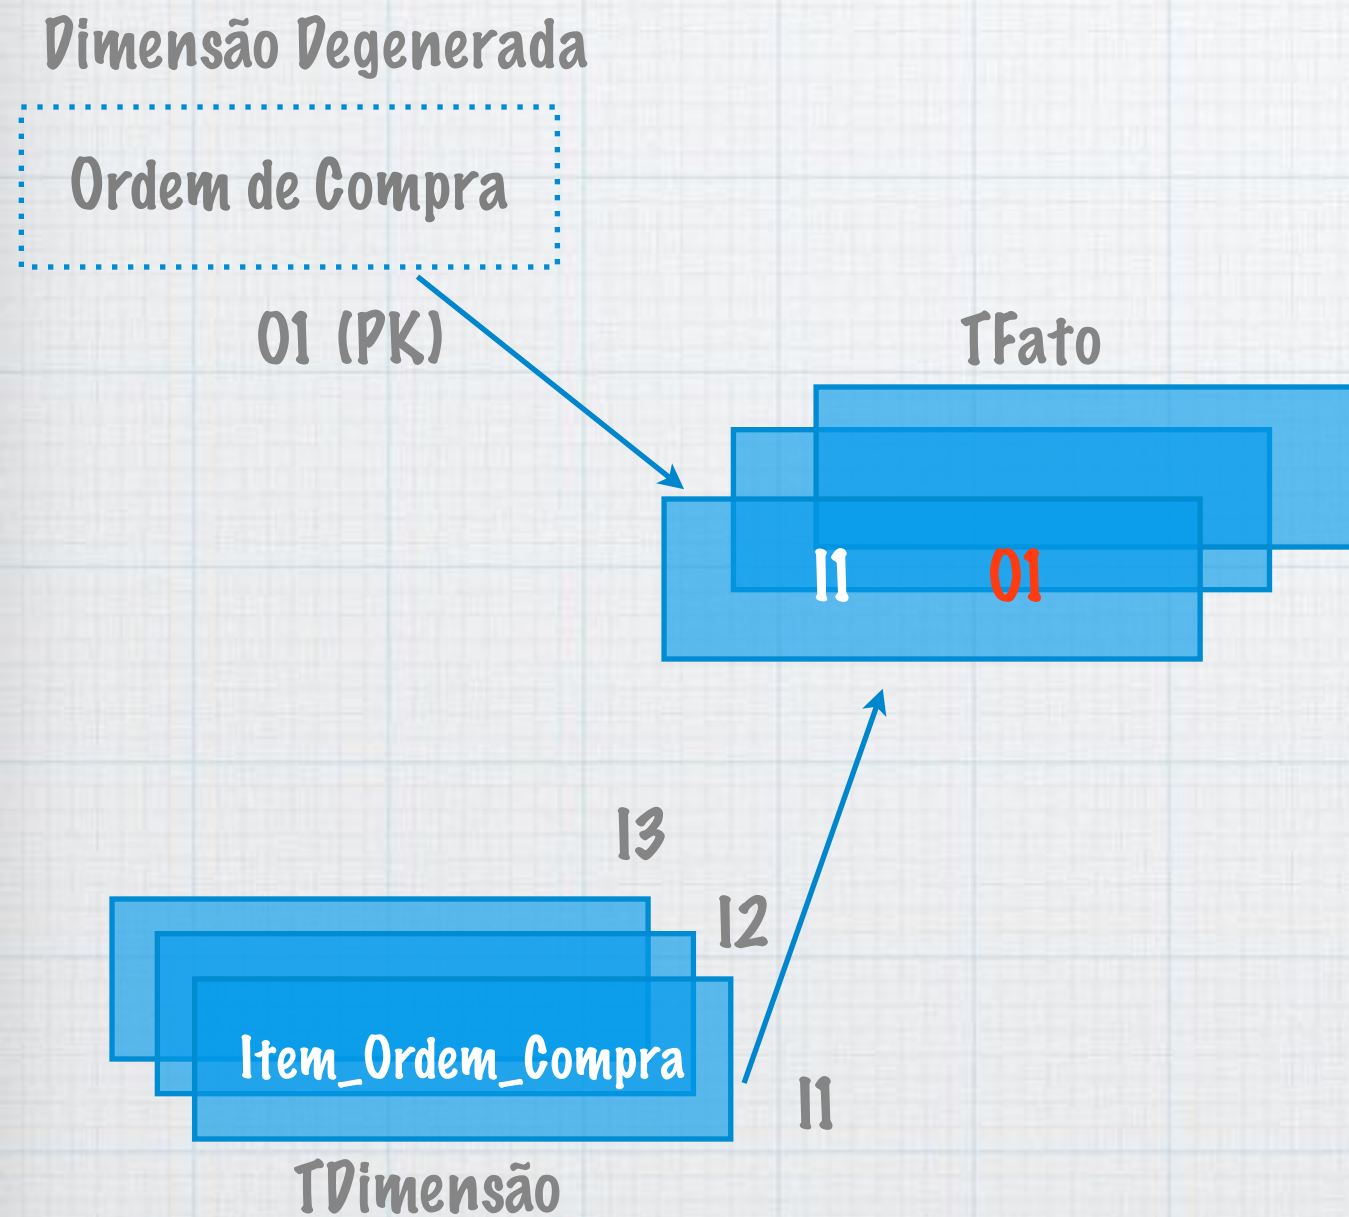 Dimensão Degenerada
Ordem de Compra
O1 (PK)
TFato
I1 O1
I3
I2
Item_Ordem_Compra
I1
TDimensão